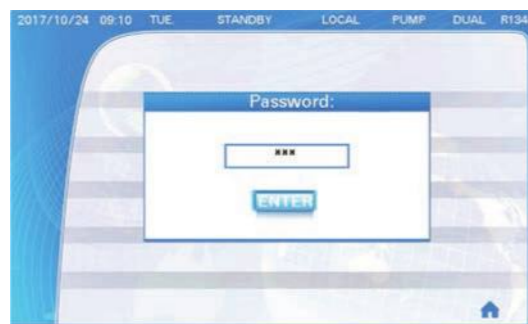 2017/10/24 09:10 TUE. STANDBY LOCAL PUMP DUAL R134
Password:
***
ENTER